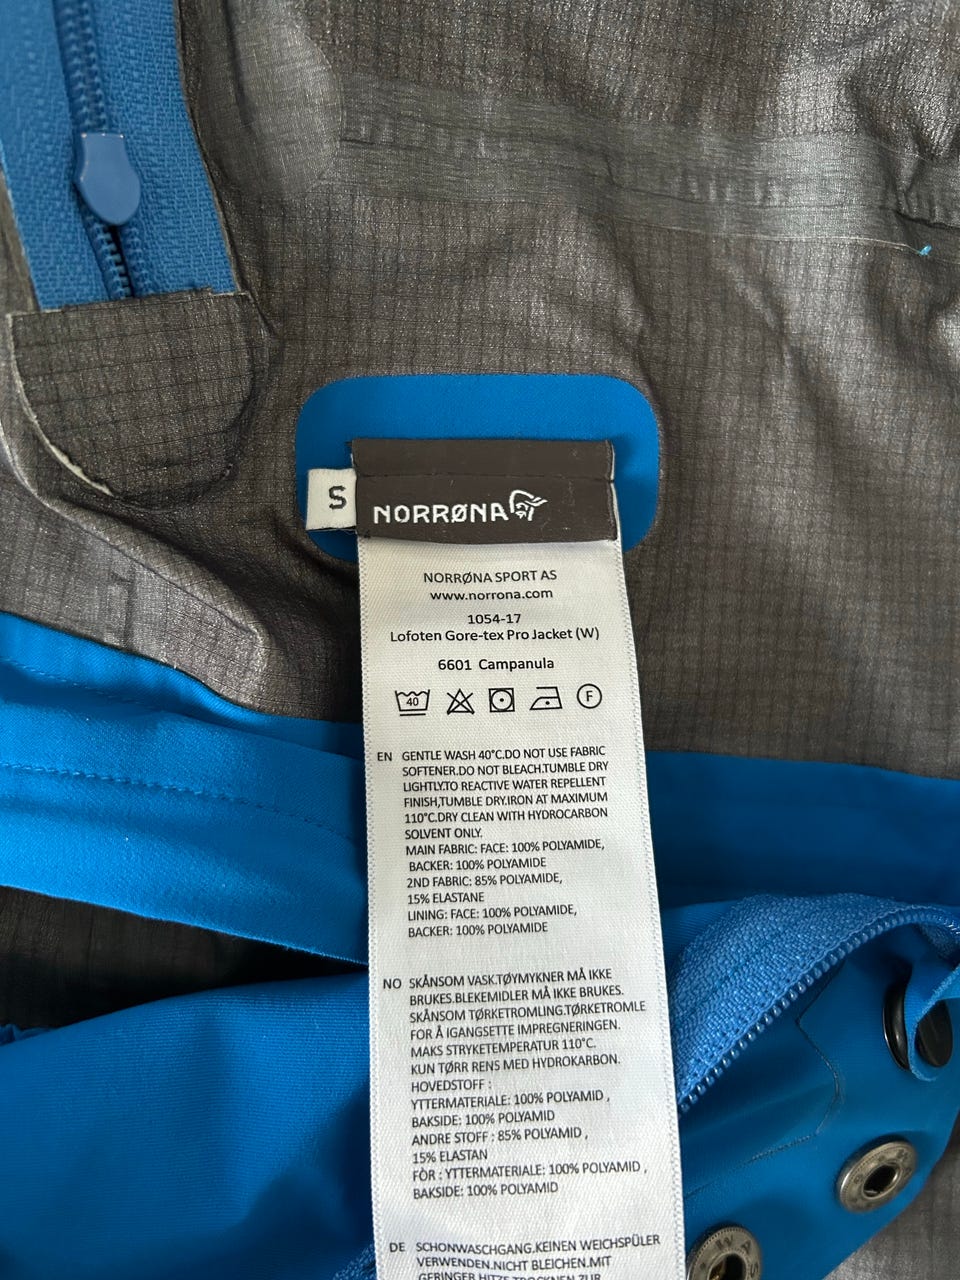 S
NORRØNA
NORRØNA SPORT AS
www.norrona.com
1054-17
Lofoten Gore-tex Pro Jacket (W)
6601 Campanula
40
F
EN GENTLE WASH 40°C.DO NOT USE FABRIC
SOFTENER.DO NOT BLEACH.TUMBLE DRY
LIGHTLY.TO REACTIVE WATER REPELLENT
FINISH,TUMBLE DRY.IRON AT MAXIMUM
110°C.DRY CLEAN WITH HYDROCARBON
SOLVENT ONLY.
MAIN FABRIC: FACE: 100% POLYAMIDE,
BACKER: 100% POLYAMIDE
2ND FABRIC: 85% POLYAMIDE,
15% ELASTANE
LINING: FACE: 100% POLYAMIDE,
BACKER: 100% POLYAMIDE
NO SKÅNSOM VASK.TØYMYKNER MÅ IKKE
BRUKES.BLEKEMIDLER MÅ IKKE BRUKES.
SKÅNSOM TØRKETROMLING.TØRKETROMLE
FOR Å IGANGSETTE IMPREGNERINGEN.
MAKS STRYKETEMPERATUR 110°C.
KUN TØRR RENS MED HYDROKARBON.
HOVEDSTOFF :
YTTERMATERIALE: 100% POLYAMID ,
BAKSIDE: 100% POLYAMID
ANDRE STOFF : 85% POLYAMID ,
15% ELASTAN
FÒR : YTTERMATERIALE: 100% POLYAMID ,
BAKSIDE: 100% POLYAMID
DE SCHONWASCHGANG.KEINEN WEICHSPÜLER
VERWENDEN.NICHT BLEICHEN.MIT
GERINGER HITZE TROCKNEN ZUR